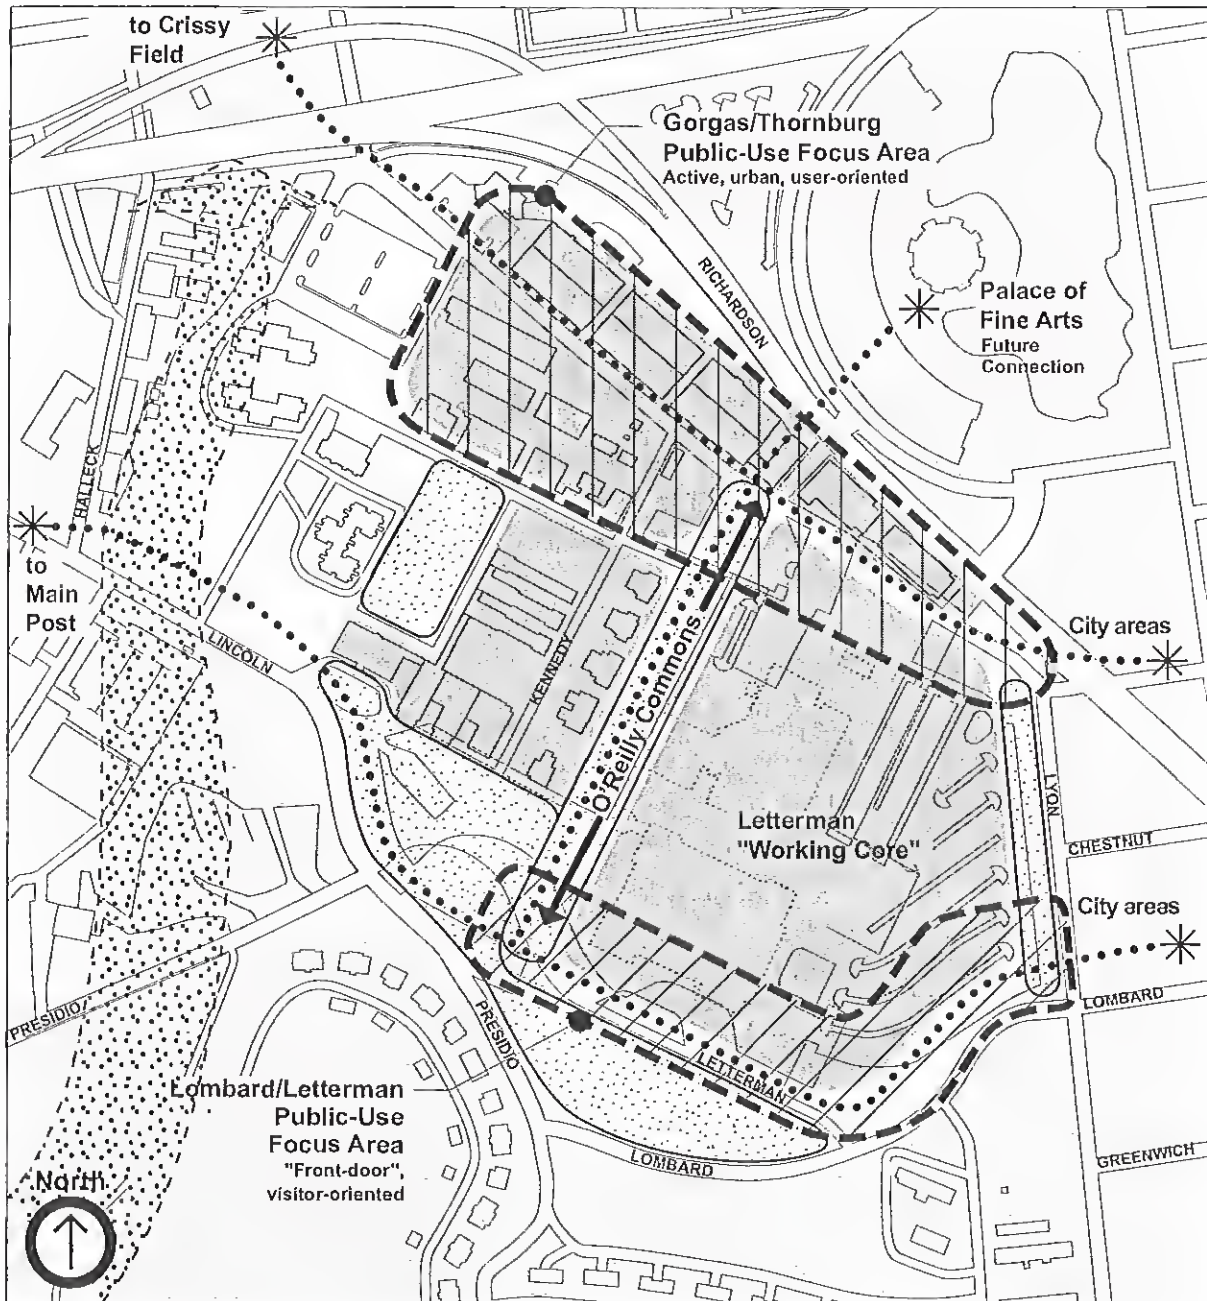 to Crissy
Field
Gorgas/Thornburg
Public-Use Focus Area
Active, urban, user-oriented
RICHARDSON
Palace of
Fine Arts
Future
Connection
HALLECK
to
Main
Post
LINCOLN
KENNEDY
O'Reilly Commons
City areas
LYON
Letterman
"Working Core"
CHESTNUT
City areas
LOMBARD
PRESIDIO
PRESIDIO
LETTERMAN
Lombard/Letterman
Public-Use
Focus Area
"Front-door",
visitor-oriented
LOMBARD
GREENWICH
North